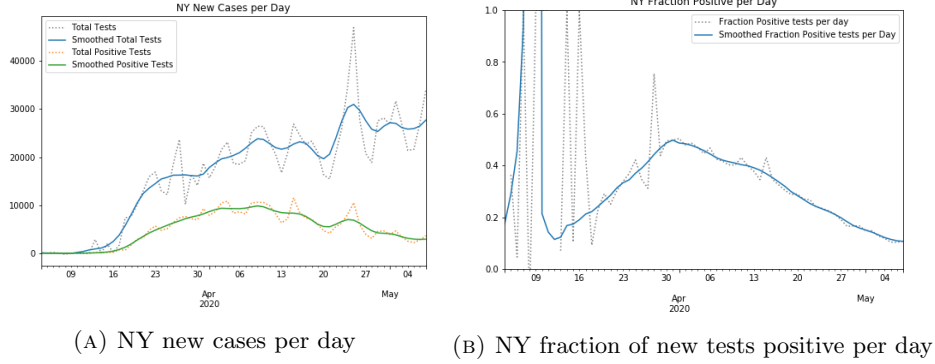 NY New Cases per Day
Total Tests
Smoothed Total Tests
Total Positive Tests
Smoothed Positive Tests
40000
30000
20000
10000
0
09 16 23 30 06 13 20 27 04
Apr May
2020
(A) NY new cases per day
NY Fraction Positive per Day
Fraction Positive tests per day
Smoothed Fraction Positive tests per Day
1.0
0.8
0.6
0.4
0.2
0.0
09 16 23 30 06 13 20 27 04
Apr May
2020
(B) NY fraction of new tests positive per day